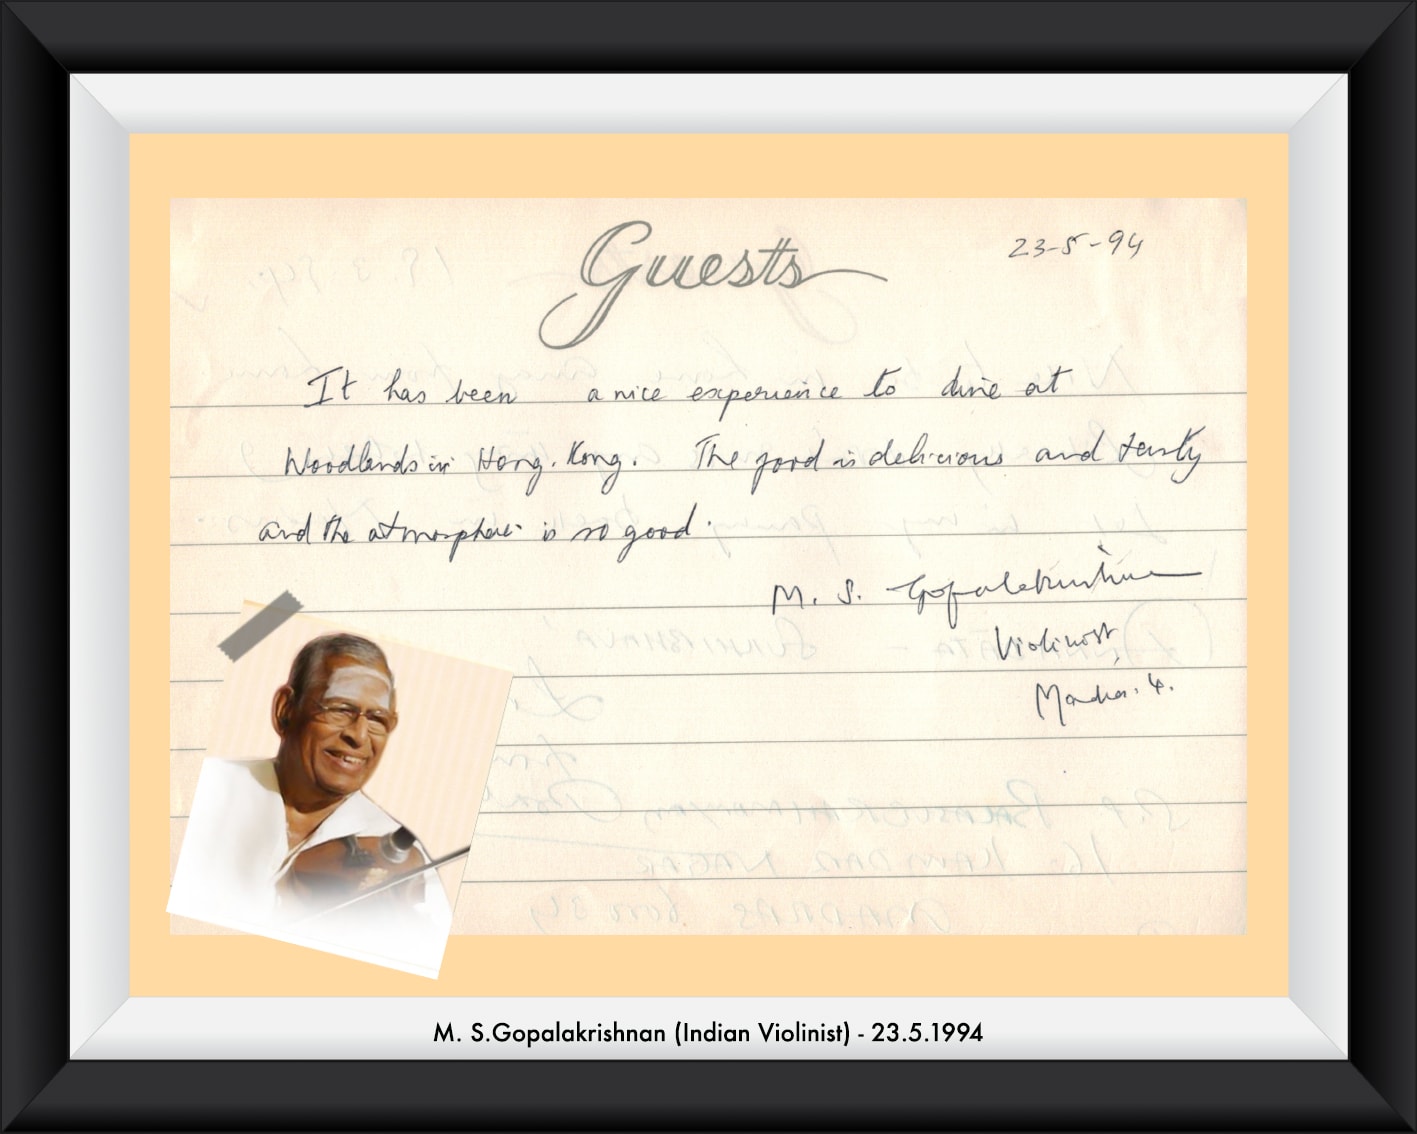 Guests
23-5-94
It has been a nice experience to dine at
Woodlands in Hong. Kong. The food is delicious and tasty
and the atmosphere is so good.
M. S. Gopalakrishnan
Violinist,
Madras. 4.
M. S.Gopalakrishnan (Indian Violinist) - 23.5.1994